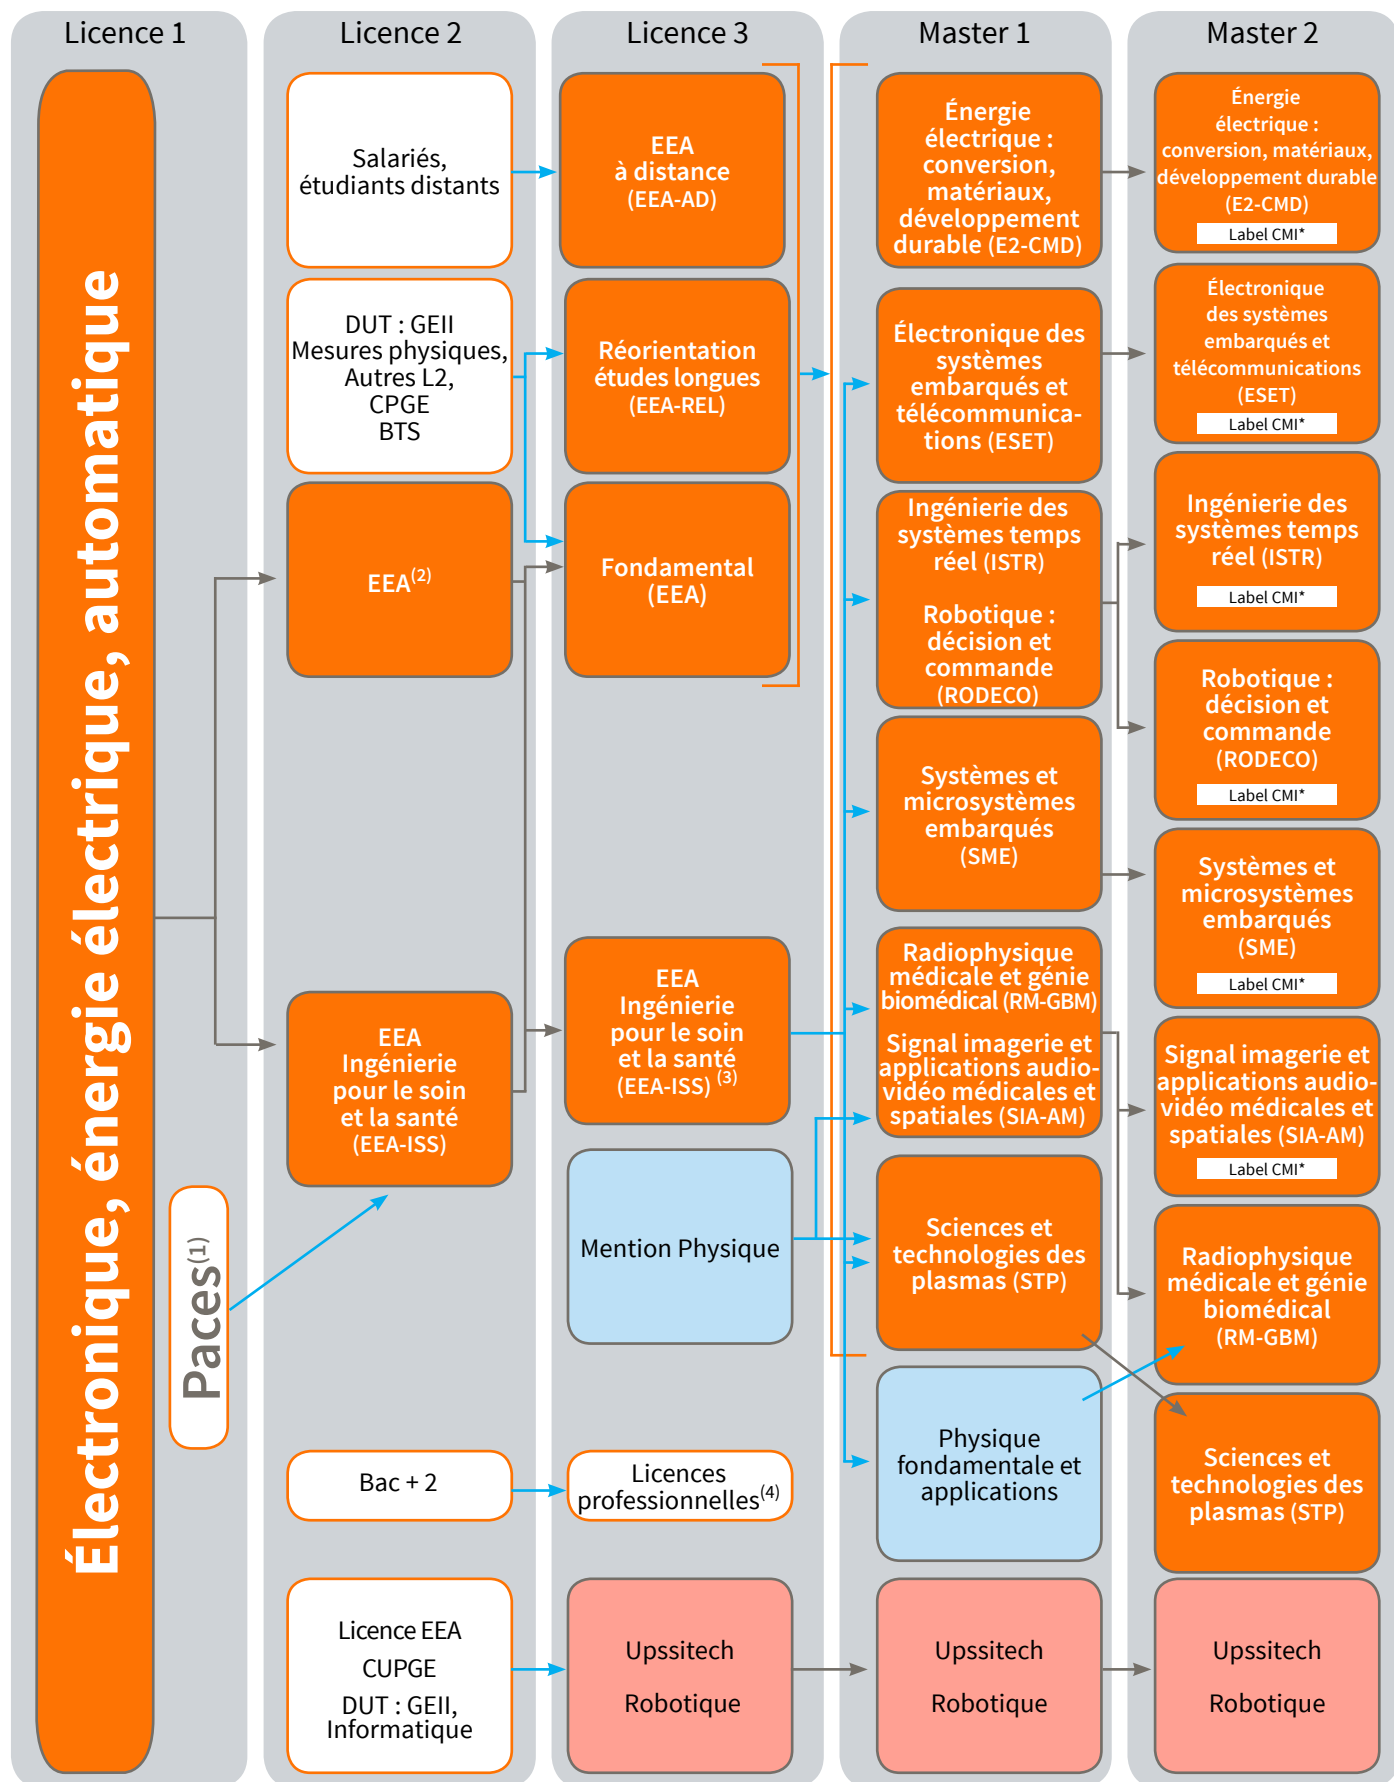 Licence 1
Électronique, énergie électrique, automatique
Paces(1)
Licence 2
Salariés,
étudiants distants
DUT : GEII
Mesures physiques,
Autres L2,
CPGE
BTS
EEA(2)
EEA
Ingénierie
pour le soin
et la santé
(EEA-ISS)
Bac + 2
Licence EEA
CUPGE
DUT : GEII,
Informatique
Licence 3
EEA
à distance
(EEA-AD)
Réorientation
études longues
(EEA-REL)
Fondamental
(EEA)
EEA
Ingénierie
pour le soin
et la santé
(EEA-ISS) (3)
Mention Physique
Licences
professionnelles(4)
Upssitech
Robotique
Master 1
Énergie
électrique :
conversion,
matériaux,
développement
durable (E2-CMD)
Électronique des
systèmes
embarqués et
télécommunica-
tions (ESET)
Ingénierie des
systèmes temps
réel (ISTR)
Robotique :
décision et
commande
(RODECO)
Systèmes et
microsystèmes
embarqués
(SME)
Radiophysique
médicale et génie
biomédical (RM-GBM)
Signal imagerie et
applications audio-
vidéo médicales et
spatiales (SIA-AM)
Sciences et
technologies des
plasmas (STP)
Physique
fondamentale et
applications
Upssitech
Robotique
Master 2
Énergie
électrique :
conversion, matériaux,
développement durable
(E2-CMD)
Label CMI*
Électronique
des systèmes
embarqués et
télécommunications
(ESET)
Label CMI*
Ingénierie des
systèmes temps
réel (ISTR)
Label CMI*
Robotique :
décision et
commande
(RODECO)
Label CMI*
Systèmes et
microsystèmes
embarqués
(SME)
Label CMI*
Signal imagerie et
applications audio-
vidéo médicales et
spatiales (SIA-AM)
Label CMI*
Radiophysique
médicale et génie
biomédical
(RM-GBM)
Sciences et
technologies des
plasmas (STP)
Upssitech
Robotique